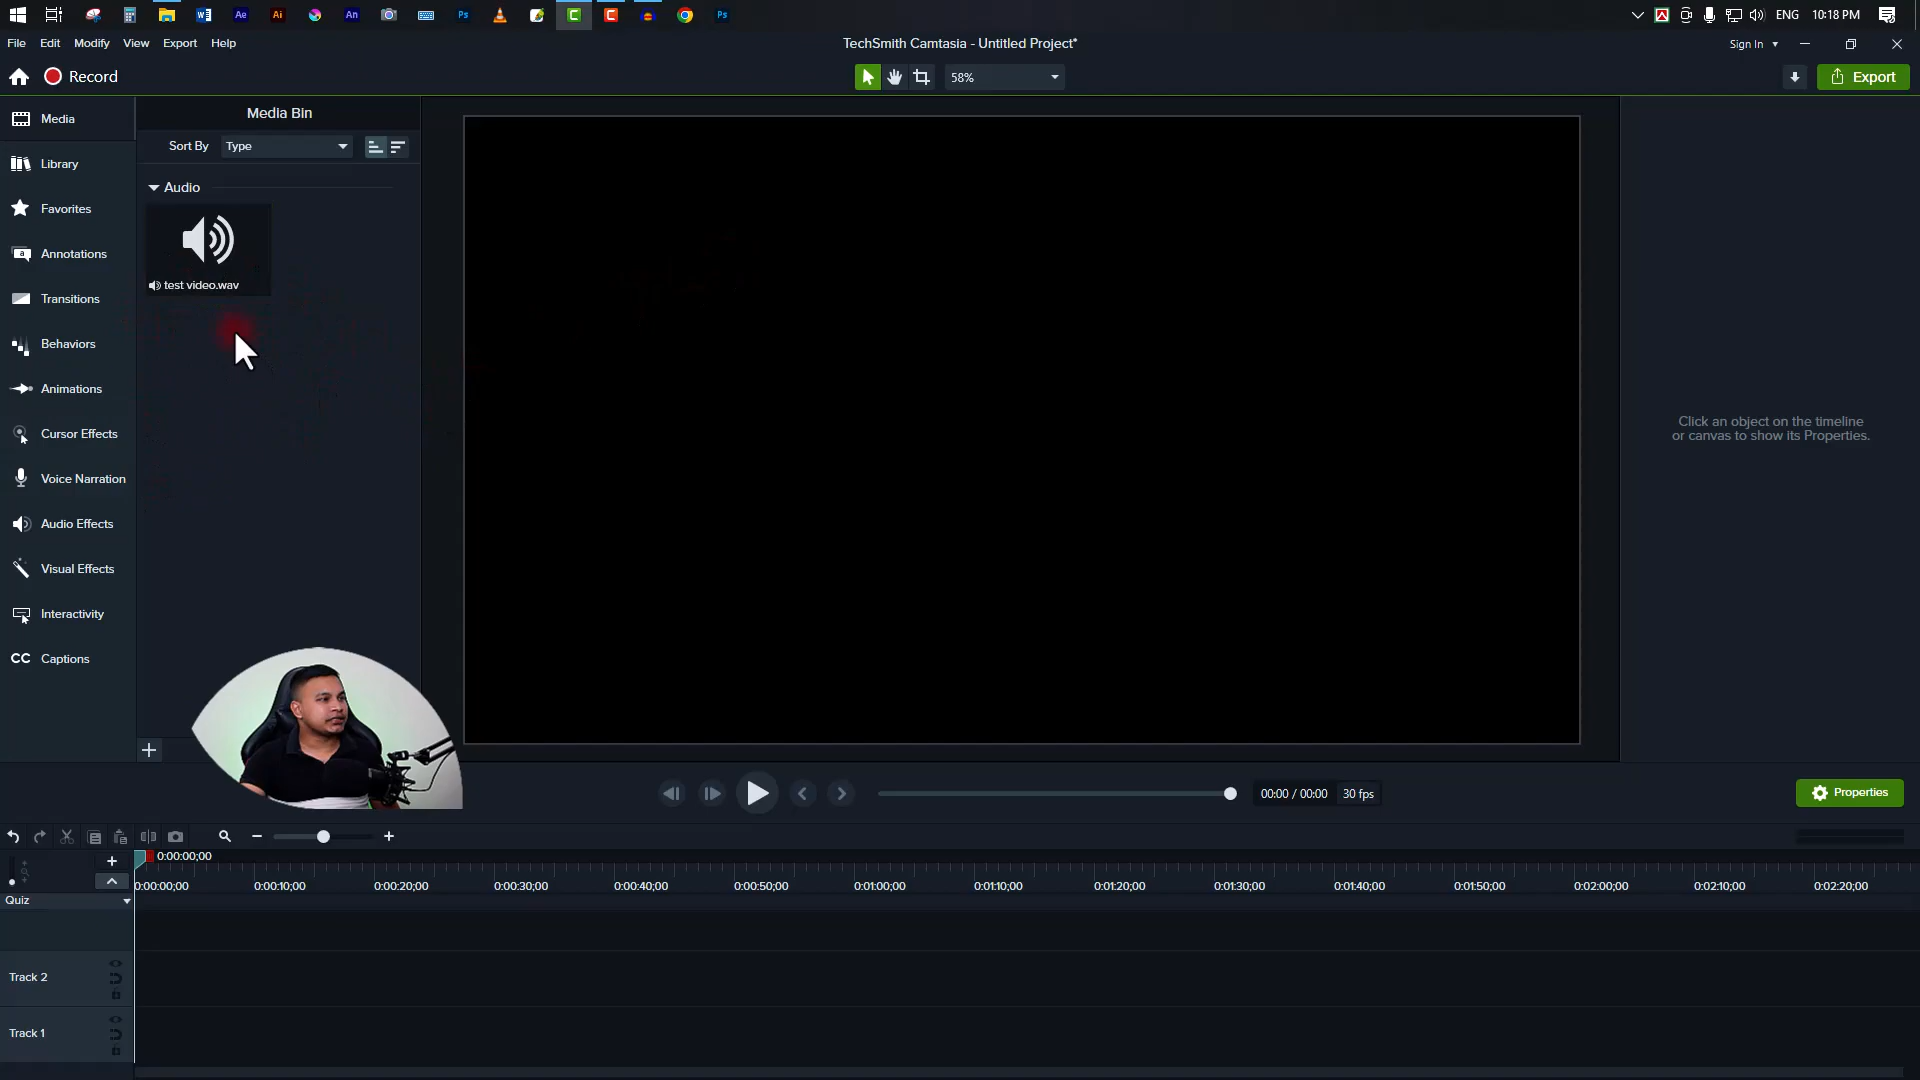 ENG 10:18 PM
File Edit Modify View Export Help
TechSmith Camtasia - Untitled Project*
Sign In
Record
58%
Export
Media
Library
Favorites
Annotations
Transitions
Behaviors
Animations
Cursor Effects
Voice Narration
Audio Effects
Visual Effects
Interactivity
CC Captions
Media Bin
Sort By Type
Audio
test video.wav
Click an object on the timeline
or canvas to show its Properties.
00:00 / 00:00 30 fps
Properties
0:00:00;00
0:00:00;00 0:00:10;00 0:00:20;00 0:00:30;00 0:00:40;00 0:00:50;00 0:01:00;00 0:01:10;00 0:01:20;00 0:01:30;00 0:01:40;00 0:01:50;00 0:02:00;00 0:02:10;00 0:02:20;00
Quiz
Track 2
Track 1